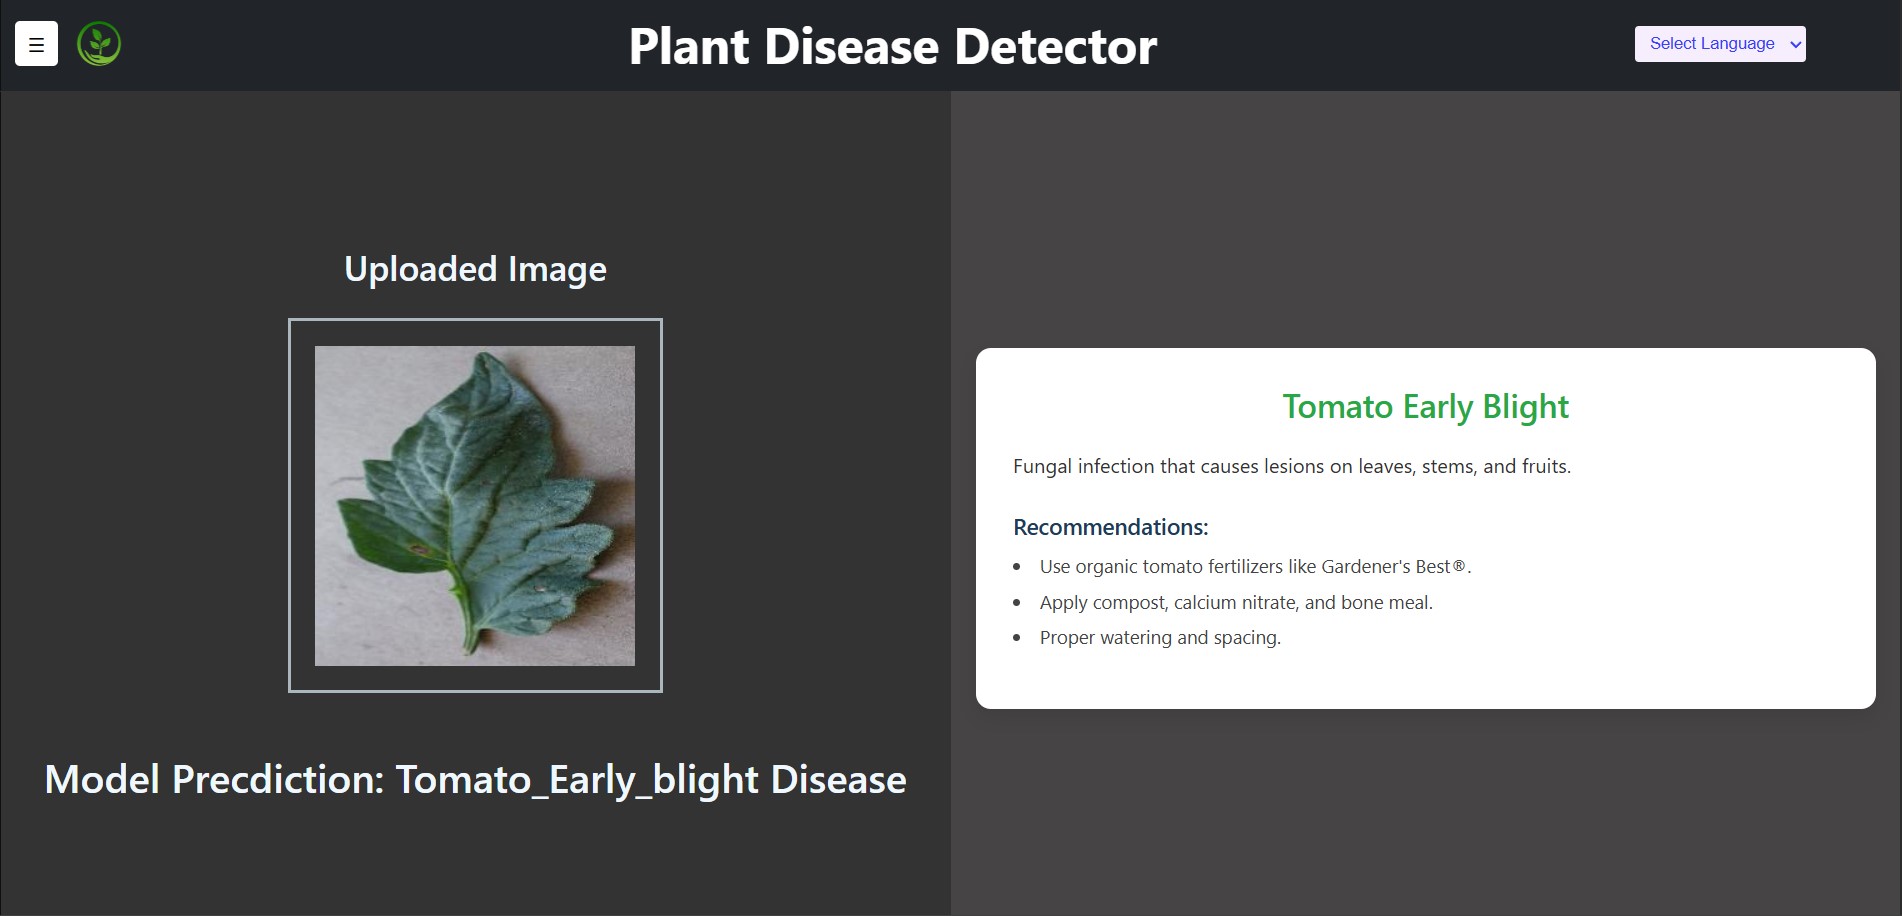 ☰
Plant Disease Detector
Select Language
Uploaded Image
Model Precdiction: Tomato_Early_blight Disease
Tomato Early Blight
Fungal infection that causes lesions on leaves, stems, and fruits.
Recommendations:
• Use organic tomato fertilizers like Gardener's Best®.
• Apply compost, calcium nitrate, and bone meal.
• Proper watering and spacing.